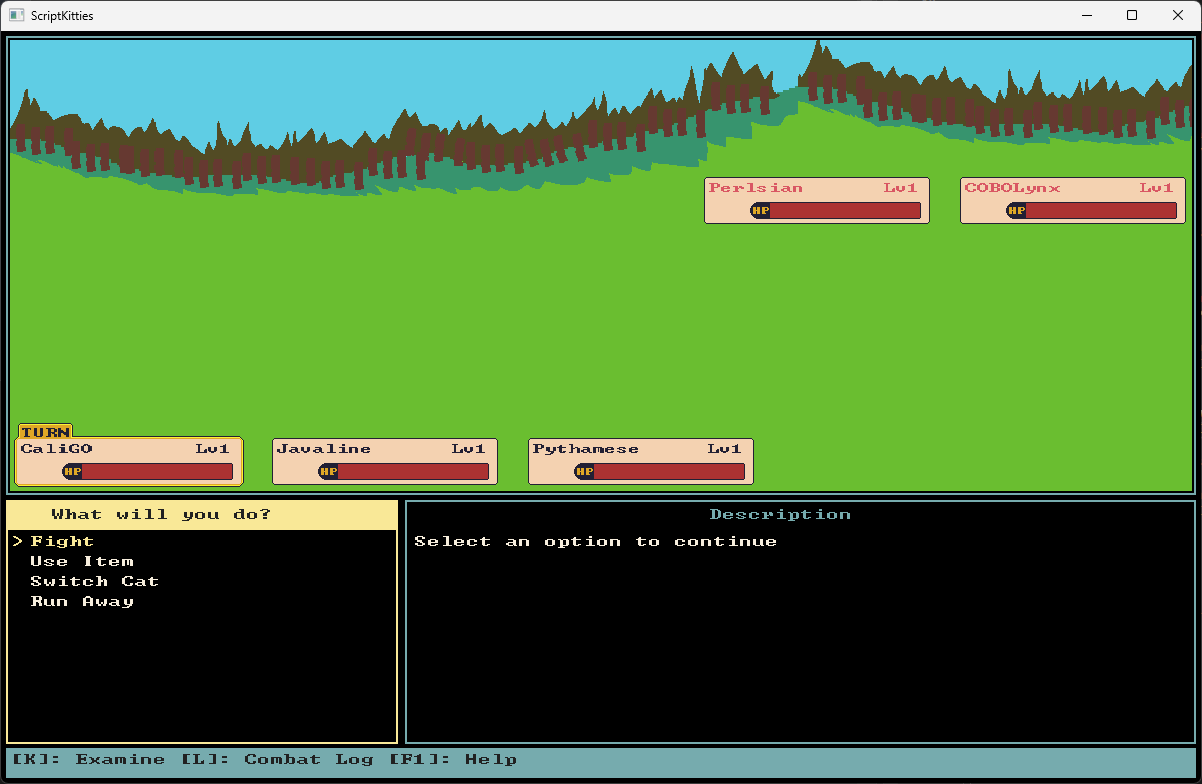 ScriptKitties
Perlsian Lv1
HP
COBOLynx Lv1
HP
TURN
CaliGO Lv1
HP
Javaline Lv1
HP
Pythamese Lv1
HP
What will you do?
> Fight
Use Item
Switch Cat
Run Away
Description
Select an option to continue
[K]: Examine [L]: Combat Log [F1]: Help